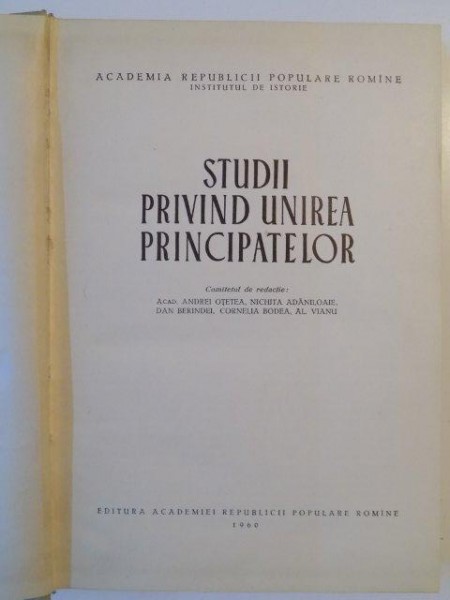 ACADEMIA REPUBLICII POPULARE ROMÎNE
INSTITUTUL DE ISTORIE
STUDII
PRIVIND UNIREA
PRINCIPATELOR
Comitetul de redacție:
ACAD. ANDREI OȚETEA, NICHITA ADĂNILOAIE,
DAN BERINDEI, CORNELIA BODEA, AL. VIANU
EDITURA ACADEMIEI REPUBLICII POPULARE ROMÎNE
1960